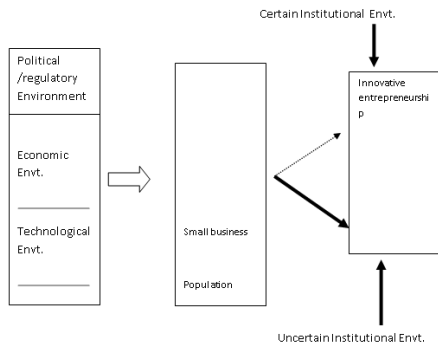 Certain Institutional Envt.
Political
/regulatory
Environment
Economic
Envt.
Technological
Envt.
Small business
Population
Innovative
entrepreneurshi
p
Uncertain Institutional Envt.